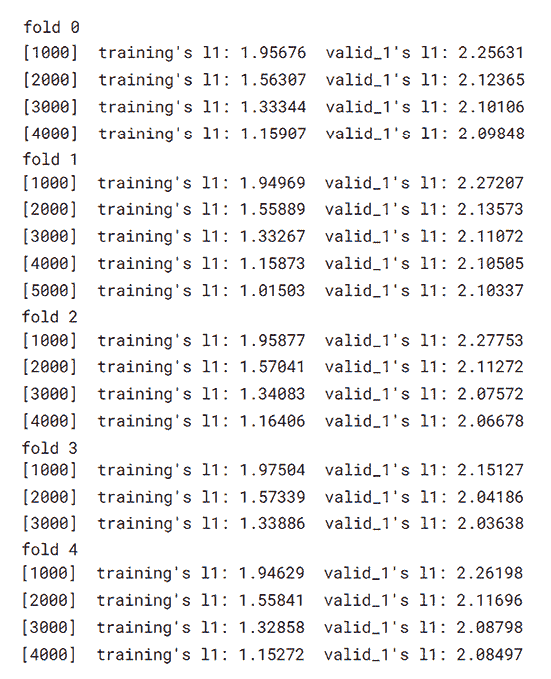 fold 0
[1000]  training's l1: 1.95676  valid_1's l1: 2.25631
[2000]  training's l1: 1.56307  valid_1's l1: 2.12365
[3000]  training's l1: 1.33344  valid_1's l1: 2.10106
[4000]  training's l1: 1.15907  valid_1's l1: 2.09848
fold 1
[1000]  training's l1: 1.94969  valid_1's l1: 2.27207
[2000]  training's l1: 1.55889  valid_1's l1: 2.13573
[3000]  training's l1: 1.33267  valid_1's l1: 2.11072
[4000]  training's l1: 1.15873  valid_1's l1: 2.10505
[5000]  training's l1: 1.01503  valid_1's l1: 2.10337
fold 2
[1000]  training's l1: 1.95877  valid_1's l1: 2.27753
[2000]  training's l1: 1.57041  valid_1's l1: 2.11272
[3000]  training's l1: 1.34083  valid_1's l1: 2.07572
[4000]  training's l1: 1.16406  valid_1's l1: 2.06678
fold 3
[1000]  training's l1: 1.97504  valid_1's l1: 2.15127
[2000]  training's l1: 1.57339  valid_1's l1: 2.04186
[3000]  training's l1: 1.33886  valid_1's l1: 2.03638
fold 4
[1000]  training's l1: 1.94629  valid_1's l1: 2.26198
[2000]  training's l1: 1.55841  valid_1's l1: 2.11696
[3000]  training's l1: 1.32858  valid_1's l1: 2.08798
[4000]  training's l1: 1.15272  valid_1's l1: 2.08497